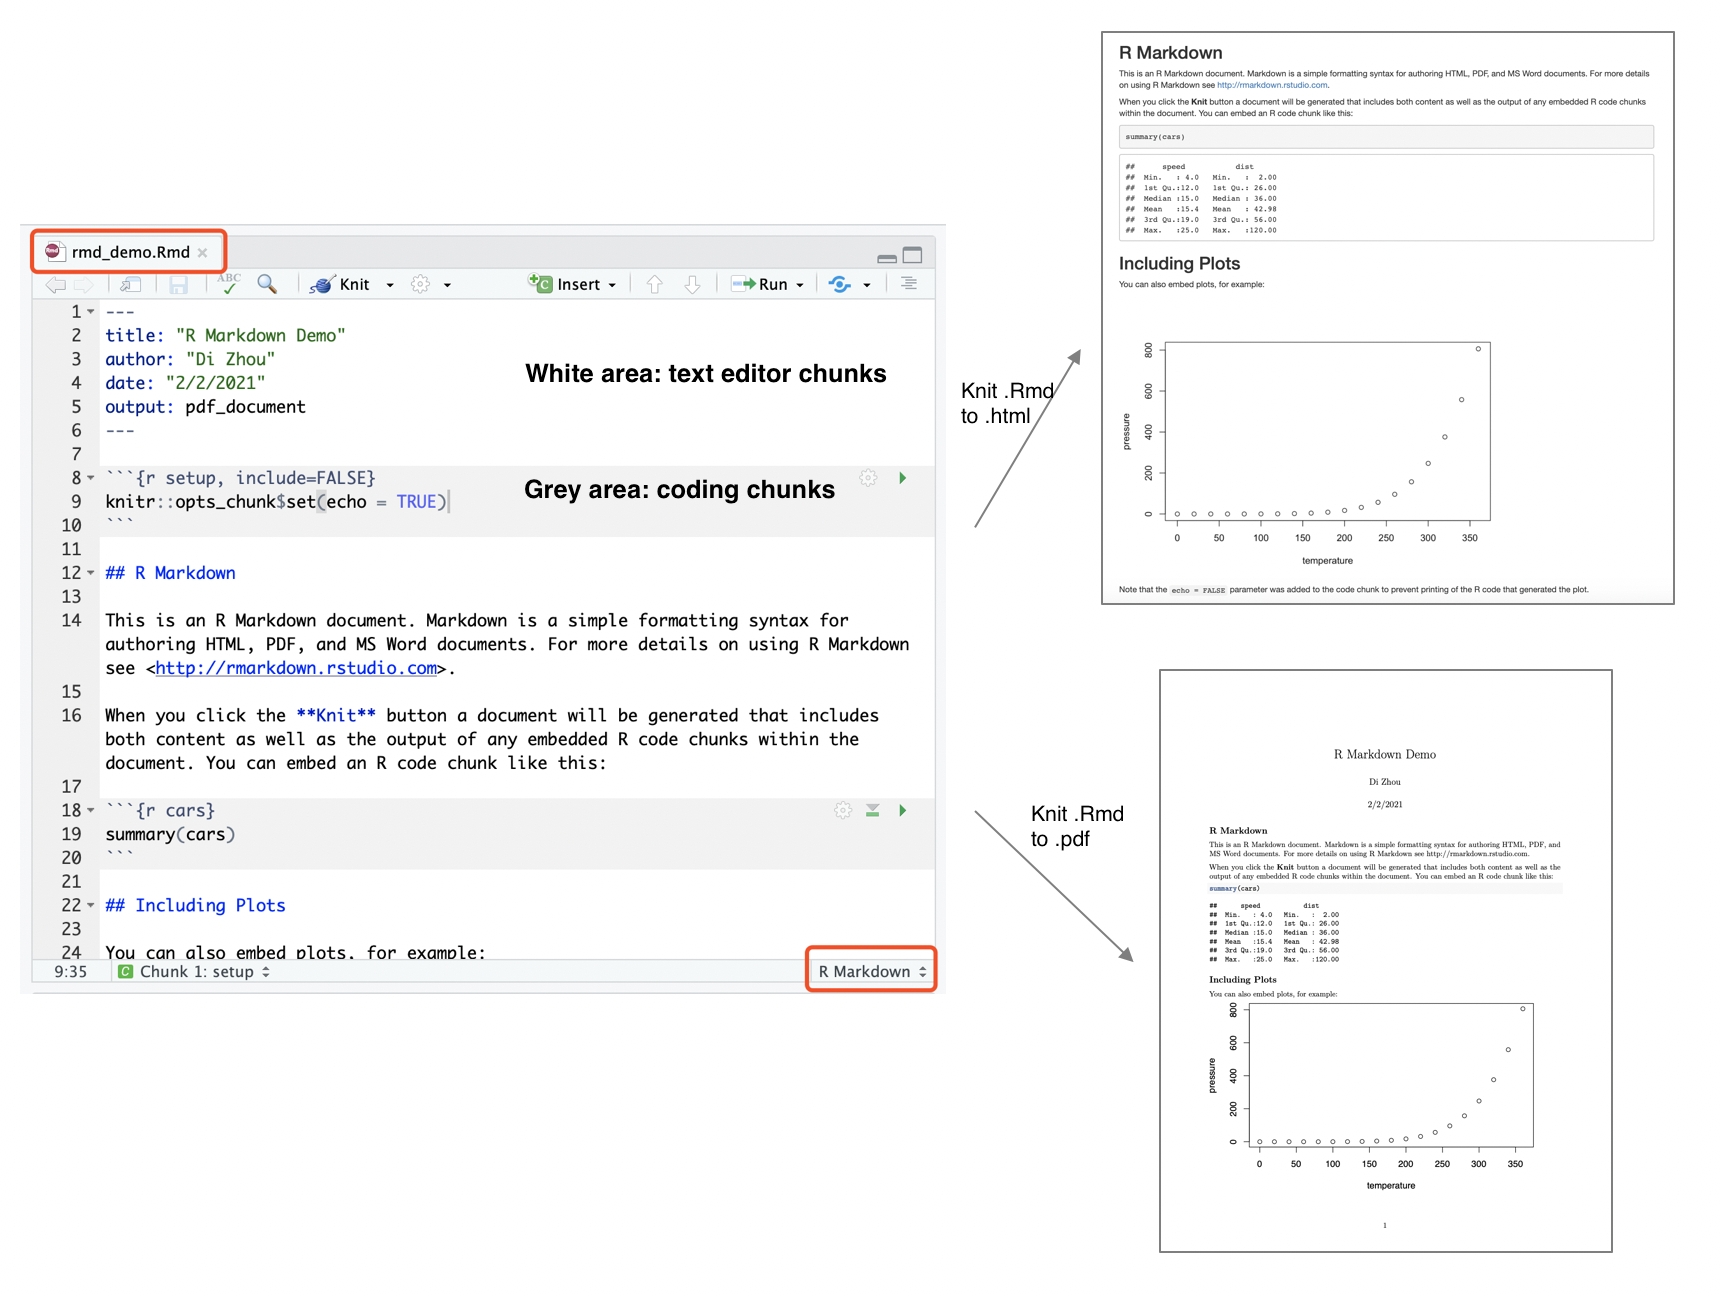 rmd_demo.Rmd
ABC
Knit
Insert
Run
1 ---
2 title: "R Markdown Demo"
3 author: "Di Zhou"
4 date: "2/2/2021"
5 output: pdf_document
6 ---
7
8 ```{r setup, include=FALSE}
9 knitr::opts_chunk$set(echo = TRUE)
10 ```
11
12 ## R Markdown
13
14 This is an R Markdown document. Markdown is a simple formatting syntax for
authoring HTML, PDF, and MS Word documents. For more details on using R Markdown
see <http://rmarkdown.rstudio.com>.
15
16 When you click the **Knit** button a document will be generated that includes
both content as well as the output of any embedded R code chunks within the
document. You can embed an R code chunk like this:
17
18 ```{r cars}
19 summary(cars)
20 ```
21
22 ## Including Plots
23
24 You can also embed plots, for example:
9:35 C Chunk 1: setup R Markdown
White area: text editor chunks
Grey area: coding chunks
Knit .Rmd
to .html
Knit .Rmd
to .pdf
R Markdown
This is an R Markdown document. Markdown is a simple formatting syntax for authoring HTML, PDF, and MS Word documents. For more details
on using R Markdown see http://rmarkdown.rstudio.com.
When you click the Knit button a document will be generated that includes both content as well as the output of any embedded R code chunks
within the document. You can embed an R code chunk like this:
summary(cars)
## speed dist
## Min. : 4.0 Min. : 2.00
## 1st Qu.:12.0 1st Qu.: 26.00
## Median :15.0 Median : 36.00
## Mean :15.4 Mean : 42.98
## 3rd Qu.:19.0 3rd Qu.: 56.00
## Max. :25.0 Max. :120.00
Including Plots
You can also embed plots, for example:
800
600
400
200
0
pressure
0 50 100 150 200 250 300 350
temperature
Note that the echo = FALSE parameter was added to the code chunk to prevent printing of the R code that generated the plot.
R Markdown Demo
Di Zhou
2/2/2021
R Markdown
This is an R Markdown document. Markdown is a simple formatting syntax for authoring HTML, PDF, and
MS Word documents. For more details on using R Markdown see http://rmarkdown.rstudio.com.
When you click the Knit button a document will be generated that includes both content as well as the
output of any embedded R code chunks within the document. You can embed an R code chunk like this:
summary(cars)
## speed dist
## Min. : 4.0 Min. : 2.00
## 1st Qu.:12.0 1st Qu.: 26.00
## Median :15.0 Median : 36.00
## Mean :15.4 Mean : 42.98
## 3rd Qu.:19.0 3rd Qu.: 56.00
## Max. :25.0 Max. :120.00
Including Plots
You can also embed plots, for example:
800
600
400
200
0
pressure
0 50 100 150 200 250 300 350
temperature
1